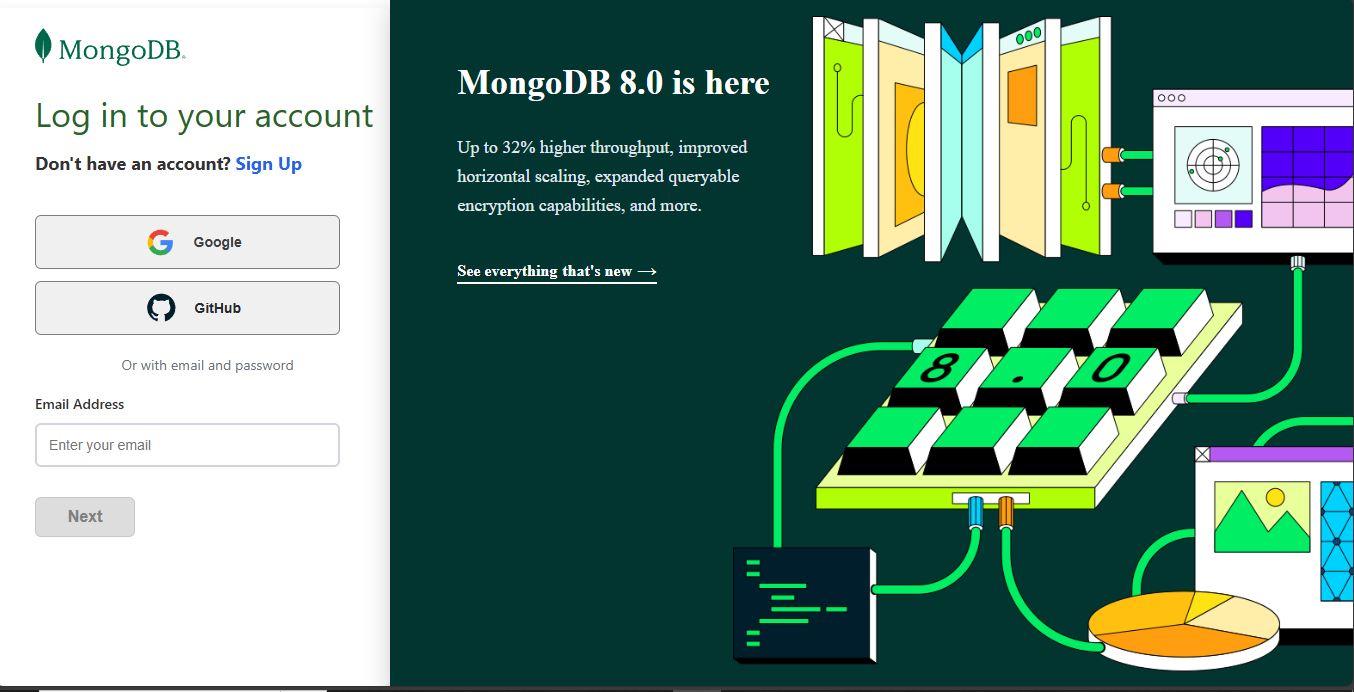 MongoDB.
Log in to your account
Don't have an account? Sign Up
Google
GitHub
Or with email and password
Email Address
Enter your email
Next
MongoDB 8.0 is here
Up to 32% higher throughput, improved
horizontal scaling, expanded queryable
encryption capabilities, and more.
See everything that's new →
8.0